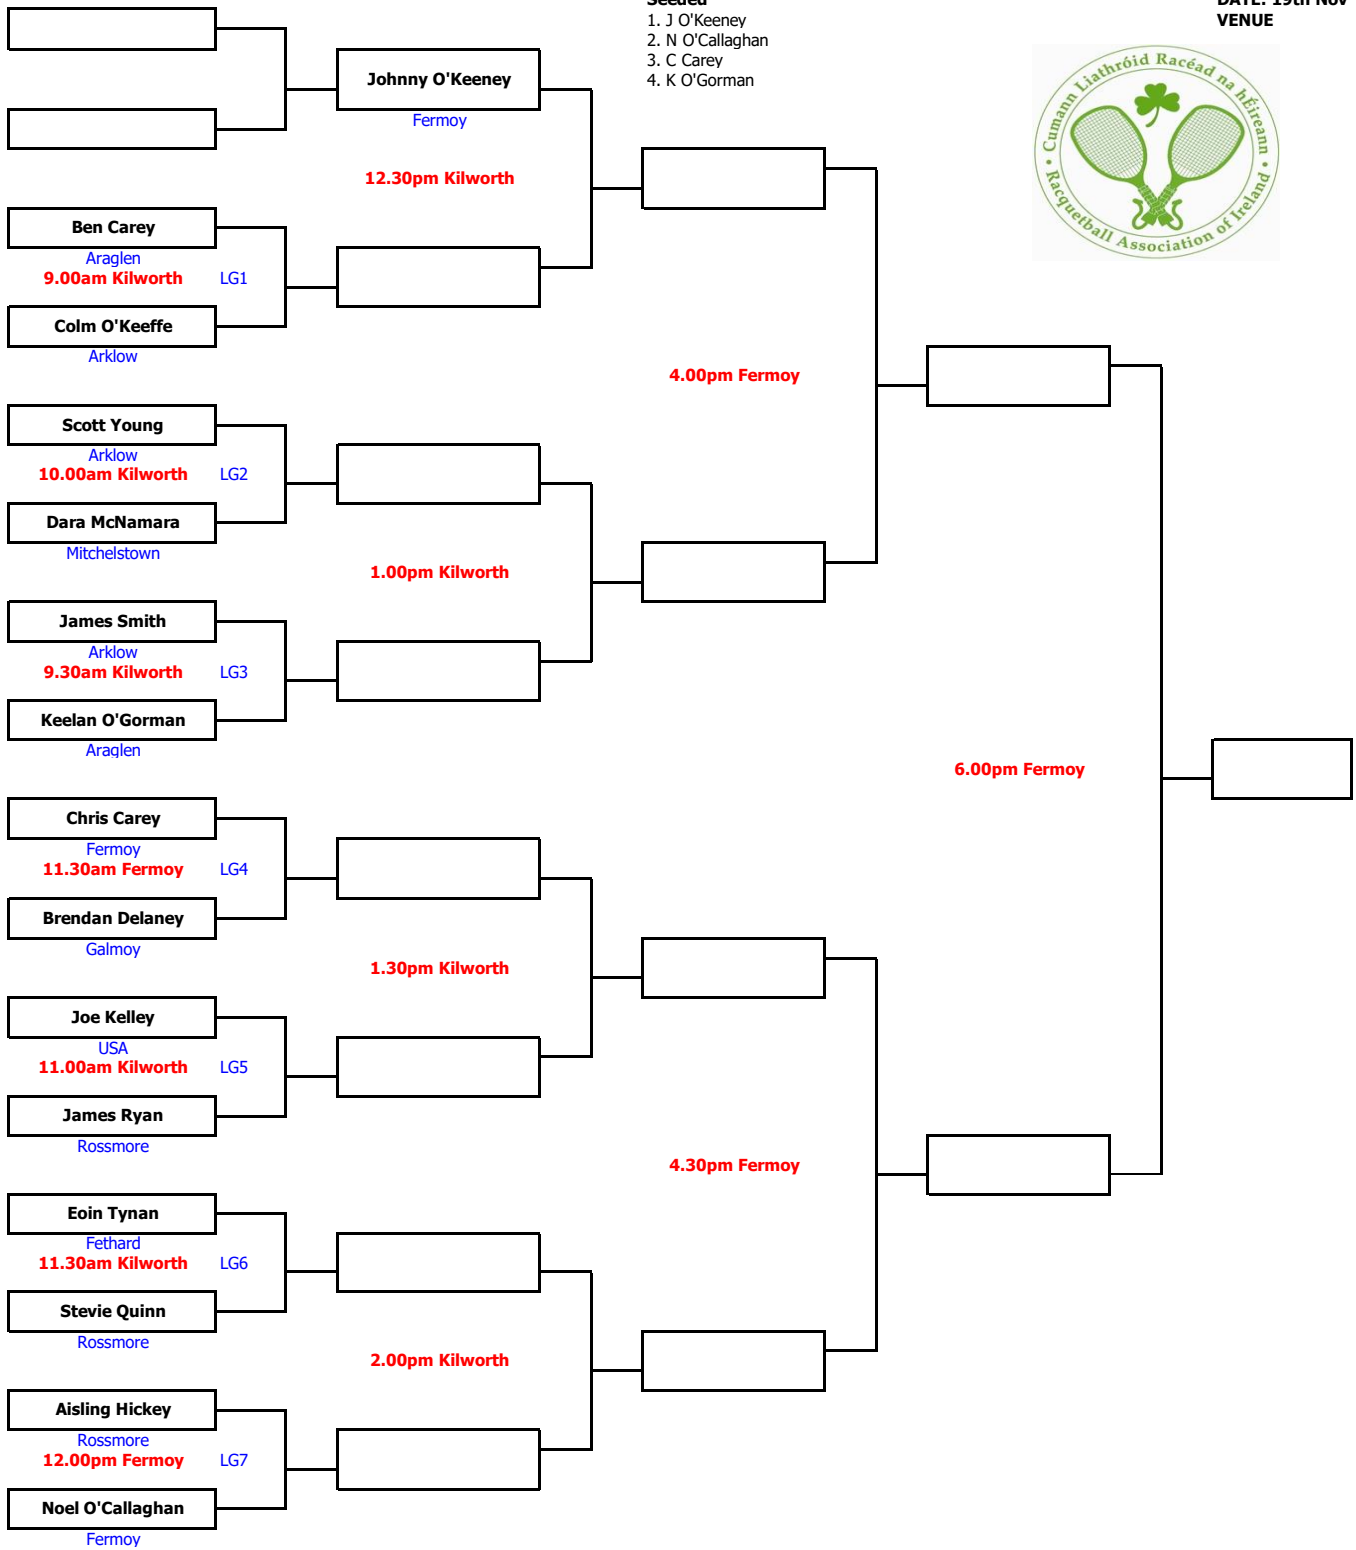 Seeded
1. J O'Keeney
2. N O'Callaghan
3. C Carey
4. K O'Gorman
DATE: 19th Nov
VENUE
Cumann Liathróid Racéad na hÉireann
Racquetball Association of Ireland
Johnny O'Keeney
Fermoy
12.30pm Kilworth
Ben Carey
Araglen
9.00am Kilworth LG1
Colm O'Keeffe
Arklow
4.00pm Fermoy
Scott Young
Arklow
10.00am Kilworth LG2
Dara McNamara
Mitchelstown
1.00pm Kilworth
James Smith
Arklow
9.30am Kilworth LG3
Keelan O'Gorman
Araglen
6.00pm Fermoy
Chris Carey
Fermoy
11.30am Fermoy LG4
Brendan Delaney
Galmoy
1.30pm Kilworth
Joe Kelley
USA
11.00am Kilworth LG5
James Ryan
Rossmore
4.30pm Fermoy
Eoin Tynan
Fethard
11.30am Kilworth LG6
Stevie Quinn
Rossmore
2.00pm Kilworth
Aisling Hickey
Rossmore
12.00pm Fermoy LG7
Noel O'Callaghan
Fermoy